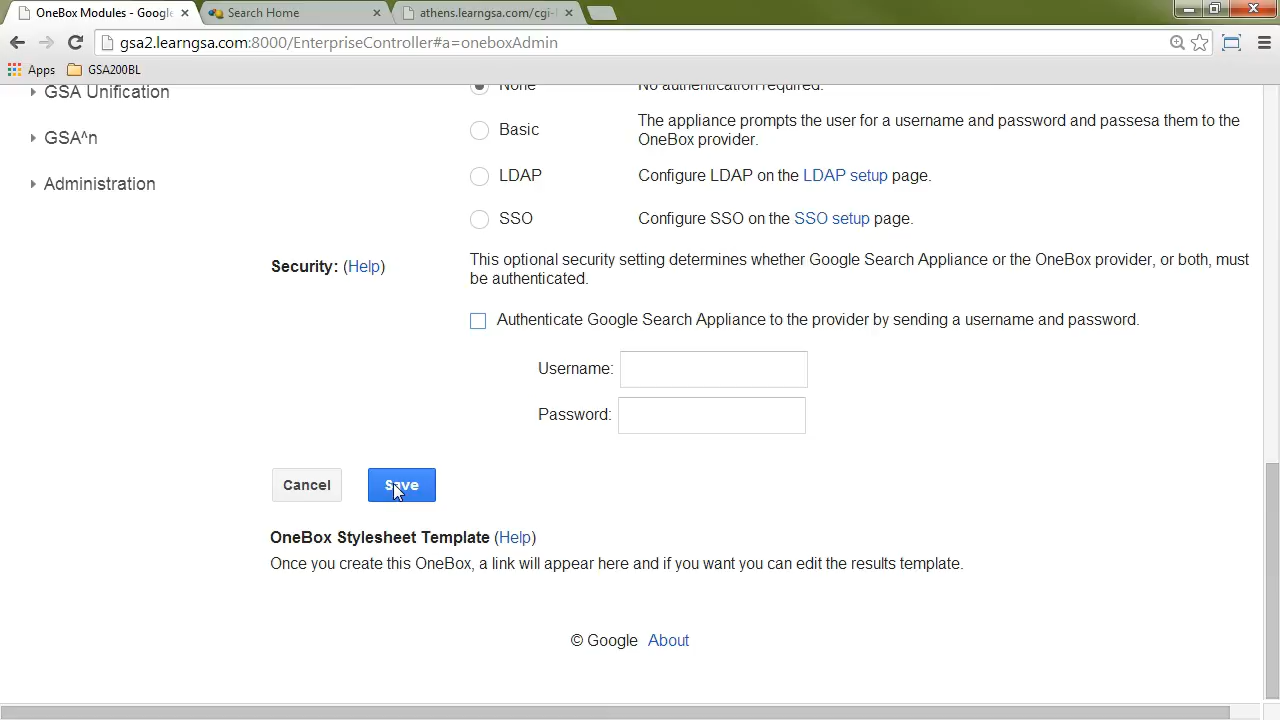 OneBox Modules - Google
Search Home
athens.learngsa.com/cgi-
gsa2.learngsa.com:8000/EnterpriseController#a=oneboxAdmin
Apps
GSA200BL
GSA Unification
GSA^n
Administration
None
No authentication required.
Basic
The appliance prompts the user for a username and password and passesa them to the
OneBox provider.
LDAP
Configure LDAP on the LDAP setup page.
SSO
Configure SSO on the SSO setup page.
Security: (Help)
This optional security setting determines whether Google Search Appliance or the OneBox provider, or both, must
be authenticated.
Authenticate Google Search Appliance to the provider by sending a username and password.
Username:
Password:
Cancel
Save
OneBox Stylesheet Template (Help)
Once you create this OneBox, a link will appear here and if you want you can edit the results template.
© Google About